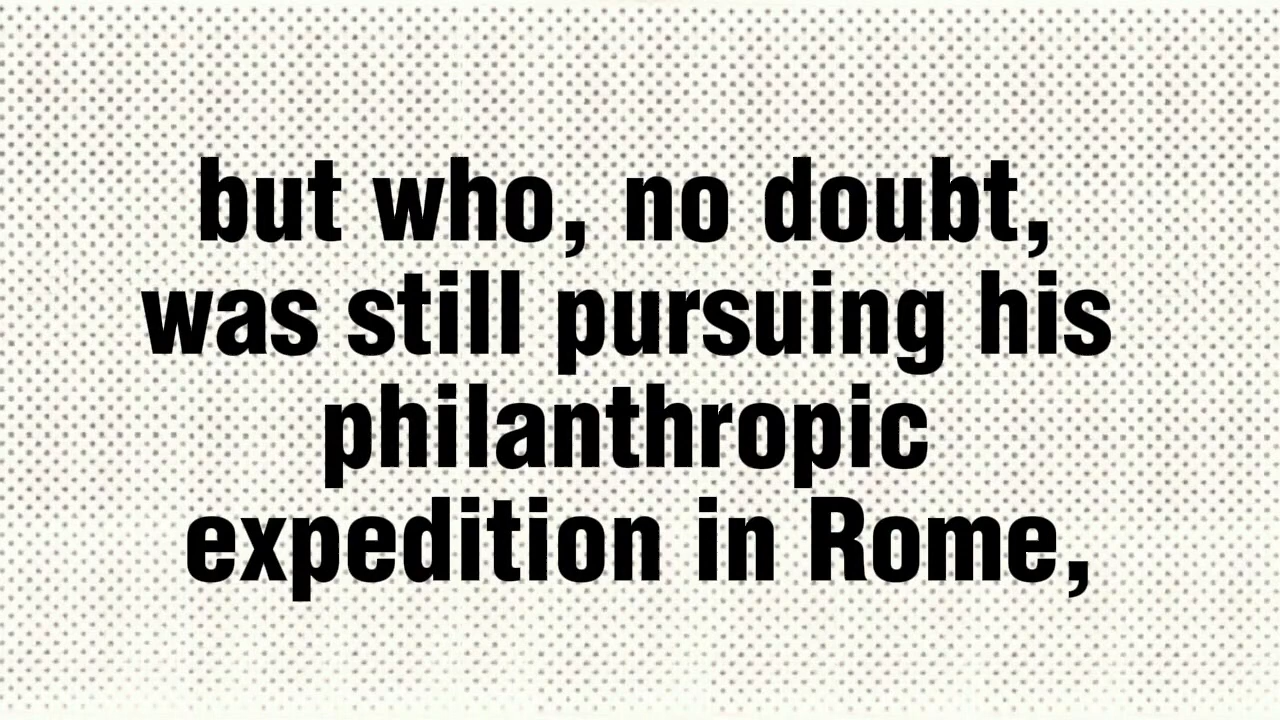 but who, no doubt,
was still pursuing his
philanthropic
expedition in Rome,